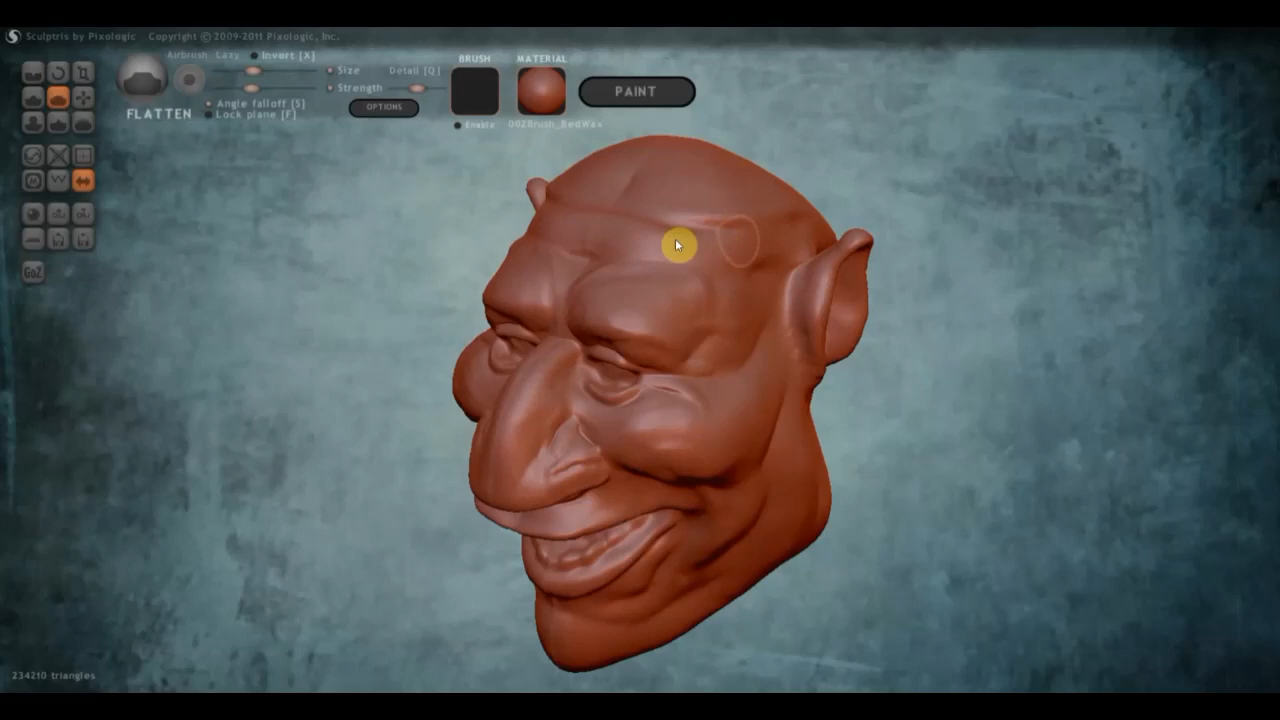 Sculptris by Pixologic Copyright © 2009-2011 Pixologic, Inc.
Airbrush Lazy Invert [X]
Size Detail [Q]
Strength
Angle falloff [S]
Lock plane [F]
FLATTEN
OPTIONS
BRUSH
Enable
MATERIAL
00ZBrush_RedWax
PAINT
GoZ
234210 triangles